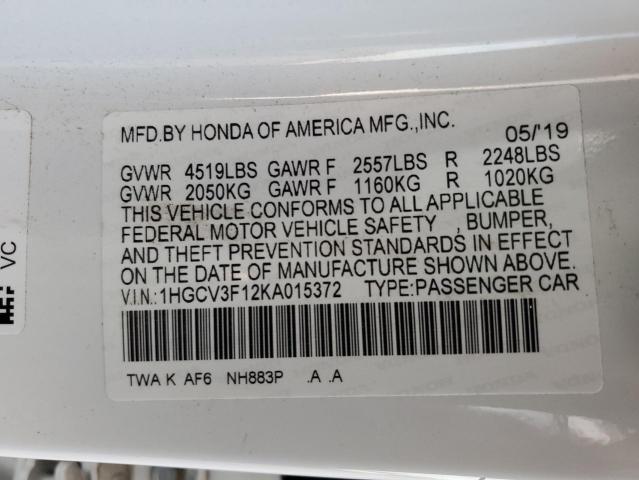 MFD.BY HONDA OF AMERICA MFG.,INC. 05/'19
GVWR 4519LBS GAWR F 2557LBS R 2248LBS
GVWR 2050KG GAWR F 1160KG R 1020KG
THIS VEHICLE CONFORMS TO ALL APPLICABLE
FEDERAL MOTOR VEHICLE SAFETY , BUMPER,
AND THEFT PREVENTION STANDARDS IN EFFECT
ON THE DATE OF MANUFACTURE SHOWN ABOVE.
V.I.N.:1HGCV3F12KA015372 TYPE:PASSENGER CAR
TWA K AF6 NH883P .A .A
VC